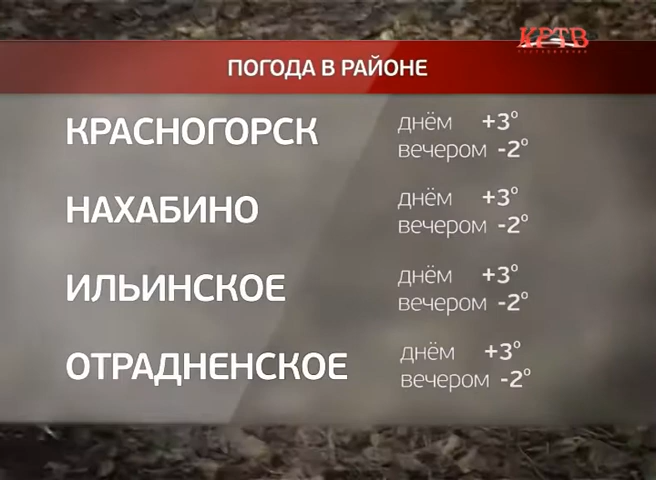 КРТВ
ПОГОДА В РАЙОНЕ
КРАСНОГОРСК
днём +3°
вечером -2°
НАХАБИНО
днём +3°
вечером -2°
ИЛЬИНСКОЕ
днём +3°
вечером -2°
ОТРАДНЕНСКОЕ
днём +3°
вечером -2°